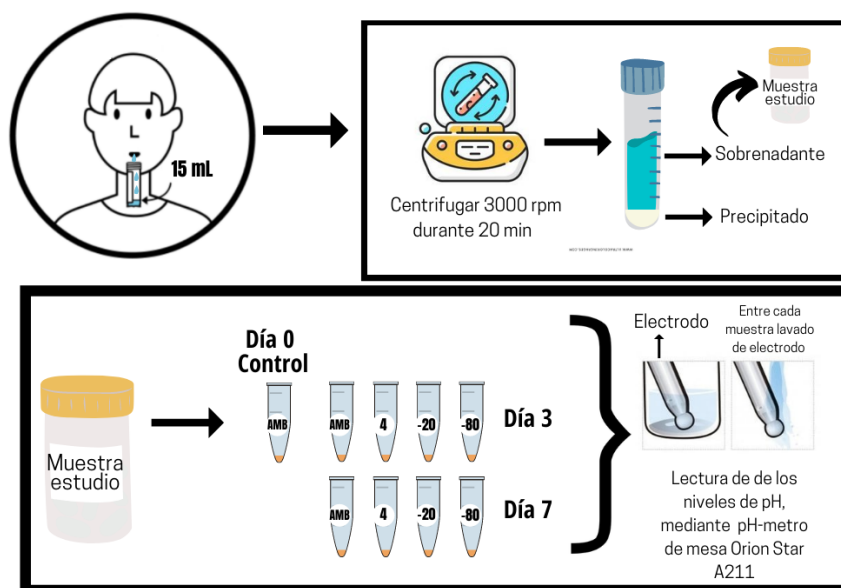 15 mL
Centrifugar 3000 rpm
durante 20 min
Muestra
estudio
Sobrenadante
Precipitado
Muestra
estudio
Día 0
Control
AMB
AMB
4
-20
-80
Día 3
AMB
4
-20
-80
Día 7
Electrodo
Entre cada
muestra lavado
de electrodo
Lectura de de los
niveles de pH,
mediante pH-metro
de mesa Orion Star
A211